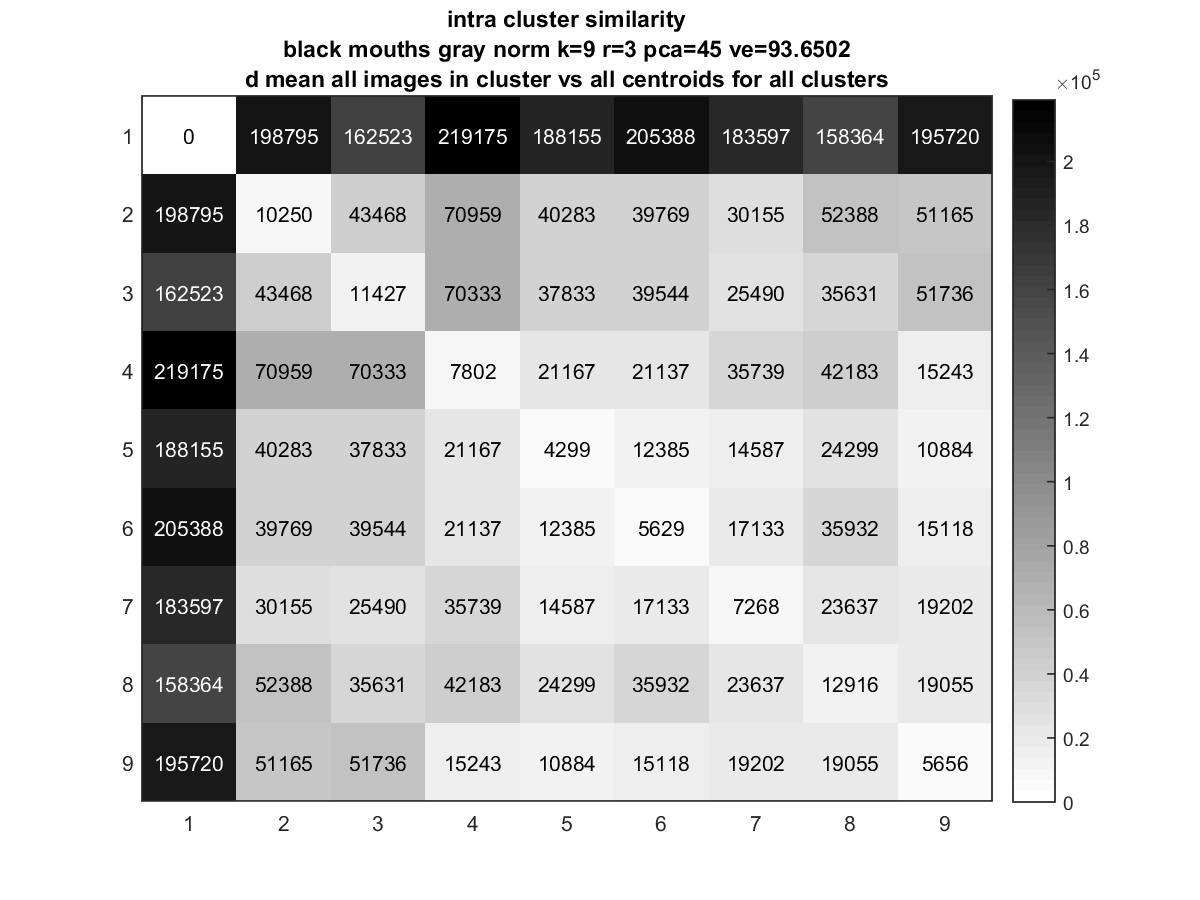 intra cluster similarity
black mouths gray norm k=9 r=3 pca=45 ve=93.6502
d mean all images in cluster vs all centroids for all clusters
×10^5
1 0 198795 162523 219175 188155 205388 183597 158364 195720
2 198795 10250 43468 70959 40283 39769 30155 52388 51165
3 162523 43468 11427 70333 37833 39544 25490 35631 51736
4 219175 70959 70333 7802 21167 21137 35739 42183 15243
5 188155 40283 37833 21167 4299 12385 14587 24299 10884
6 205388 39769 39544 21137 12385 5629 17133 35932 15118
7 183597 30155 25490 35739 14587 17133 7268 23637 19202
8 158364 52388 35631 42183 24299 35932 23637 12916 19055
9 195720 51165 51736 15243 10884 15118 19202 19055 5656
1 2 3 4 5 6 7 8 9
2
1.8
1.6
1.4
1.2
1
0.8
0.6
0.4
0.2
0